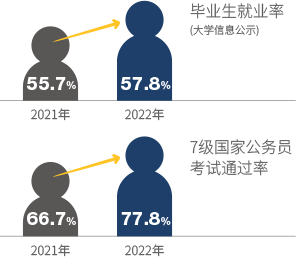 毕业生就业率
(大学信息公示)
55.7%
57.8%
2021年
2022年
7级国家公务员
考试通过率
66.7%
77.8%
2021年
2022年